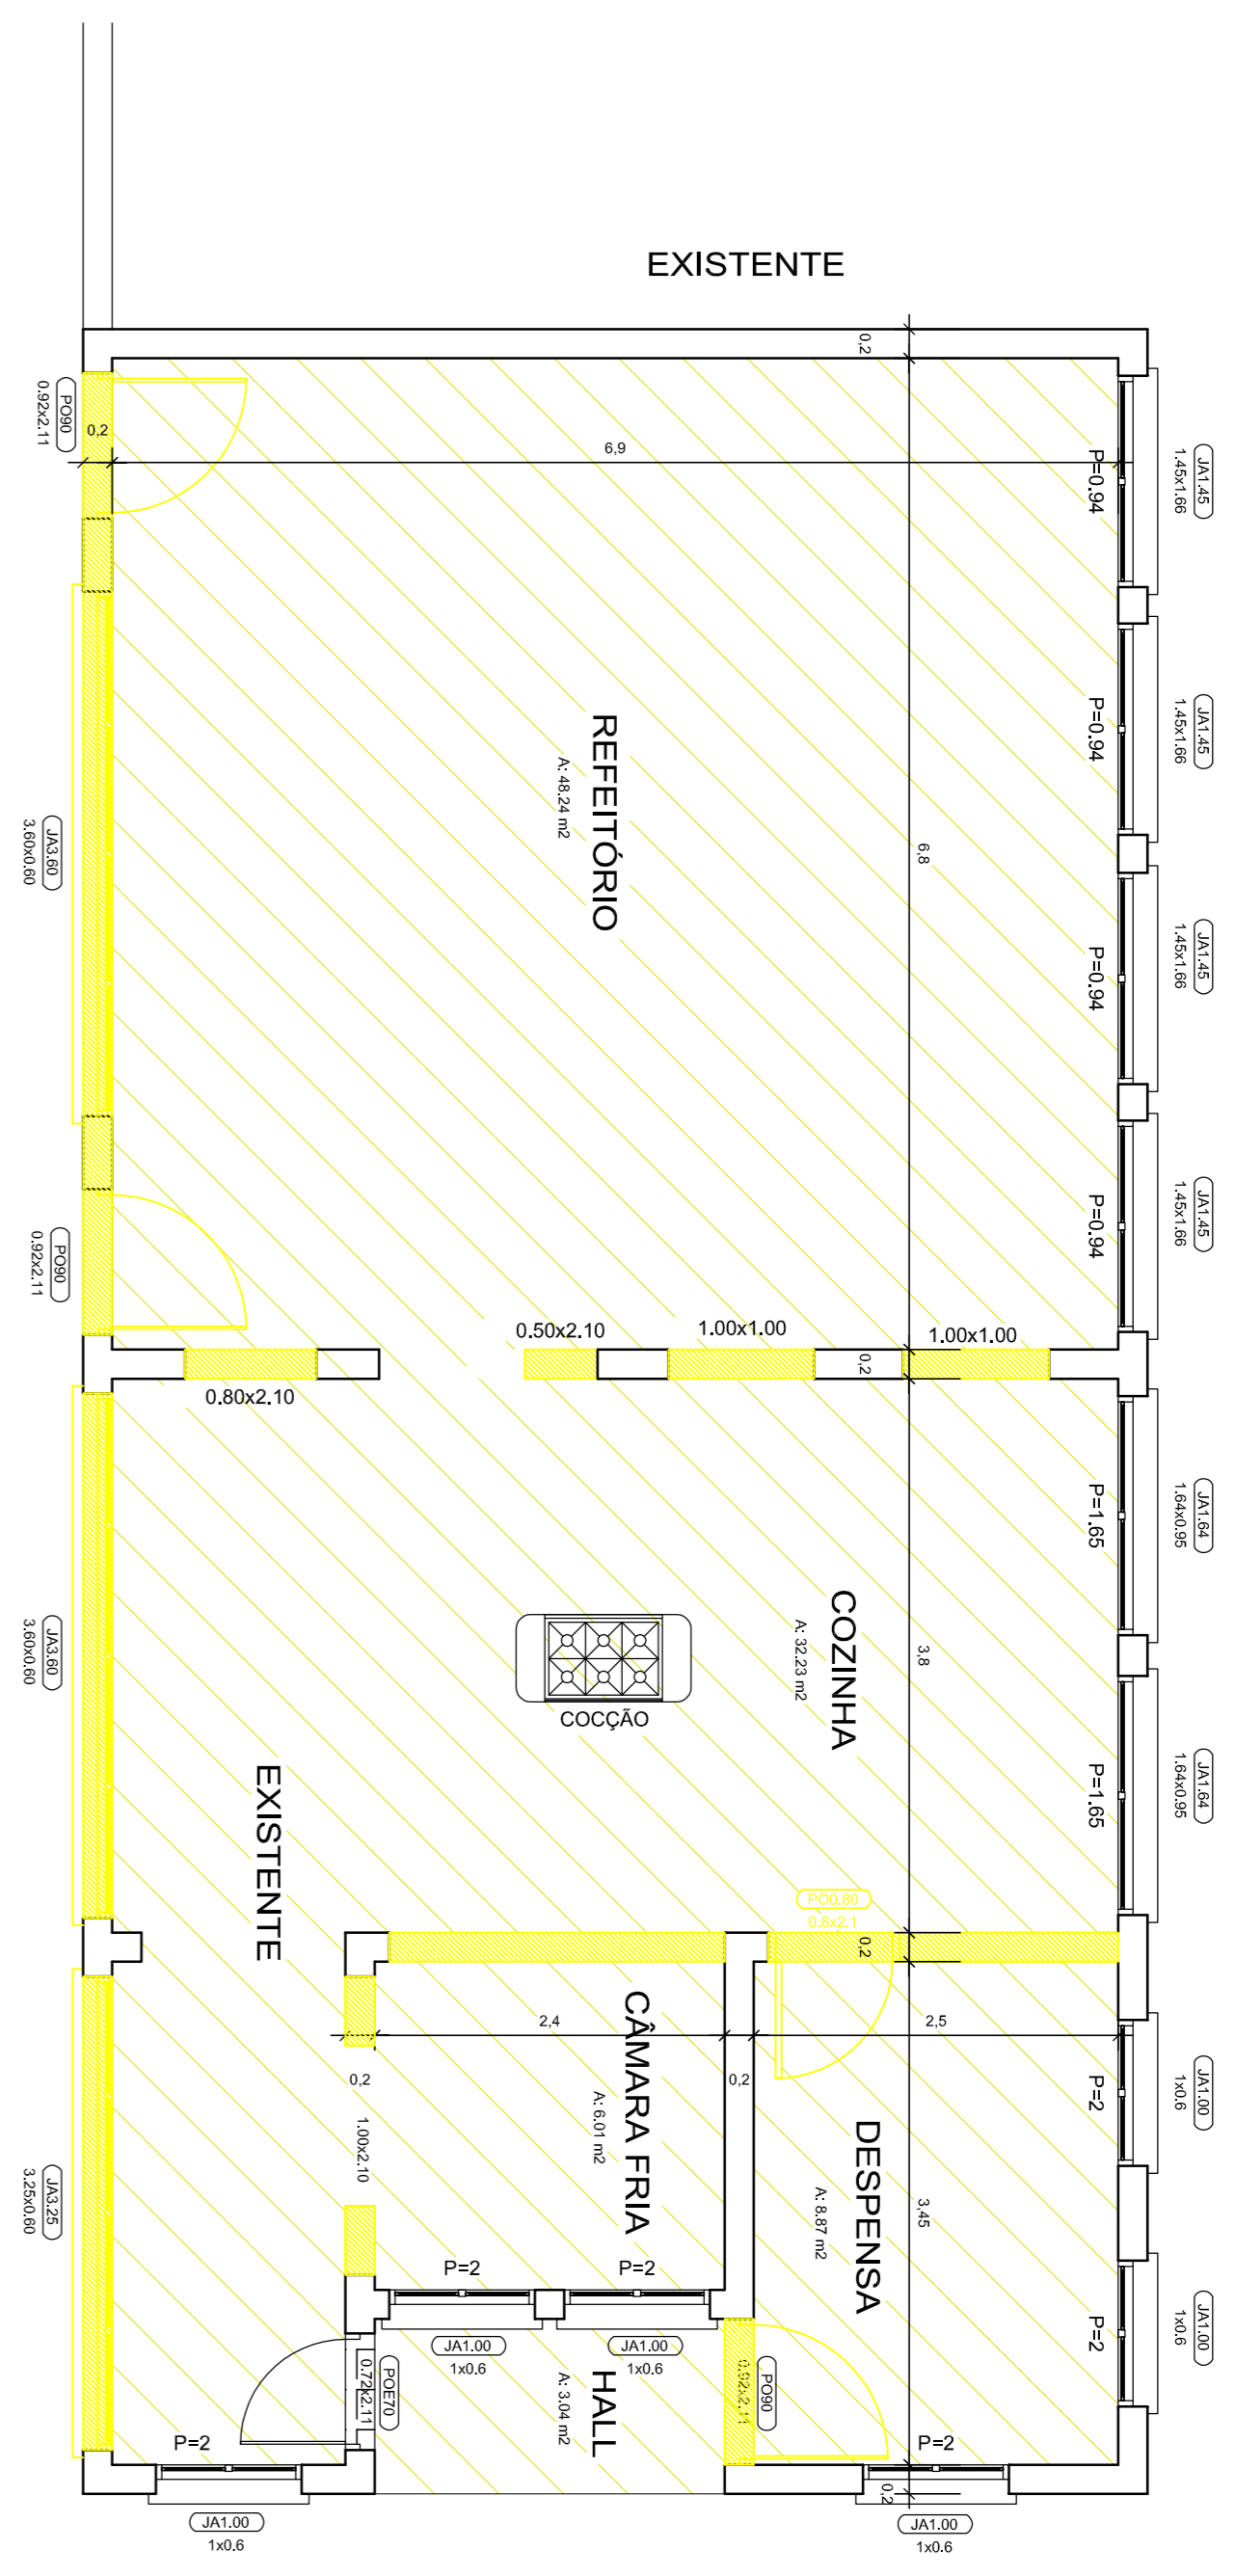 EXISTENTE
0,2
PO90
0.92x2.11
0,2
6,9
P=0.94
JA1.45
1.45x1.66
P=0.94
JA1.45
1.45x1.66
REFEITÓRIO
A: 48.24 m2
JA3.60
3.60x0.60
6,8
P=0.94
JA1.45
1.45x1.66
P=0.94
JA1.45
1.45x1.66
PO90
0.92x2.11
0.50x2.10
1.00x1.00
1.00x1.00
0,2
0.80x2.10
P=1.65
JA1.64
1.64x0.95
COZINHA
A: 32.23 m2
3,8
JA3.60
3.60x0.60
COCÇÃO
P=1.65
JA1.64
1.64x0.95
EXISTENTE
PO0.80
0.8x2.1
0,2
CÂMARA FRIA
A: 6.01 m2
2,4
2,5
0,2
0,2
1.00x2.10
P=2
JA1.00
1x0.6
DESPENSA
A: 8.87 m2
3,45
JA3.25
3.25x0.60
P=2
P=2
JA1.00
1x0.6
JA1.00
1x0.6
P=2
JA1.00
1x0.6
POE70
0.72x2.11
HALL
A: 3.04 m2
PO90
0.92x2.11
P=2
P=2
0,2
JA1.00
1x0.6
JA1.00
1x0.6